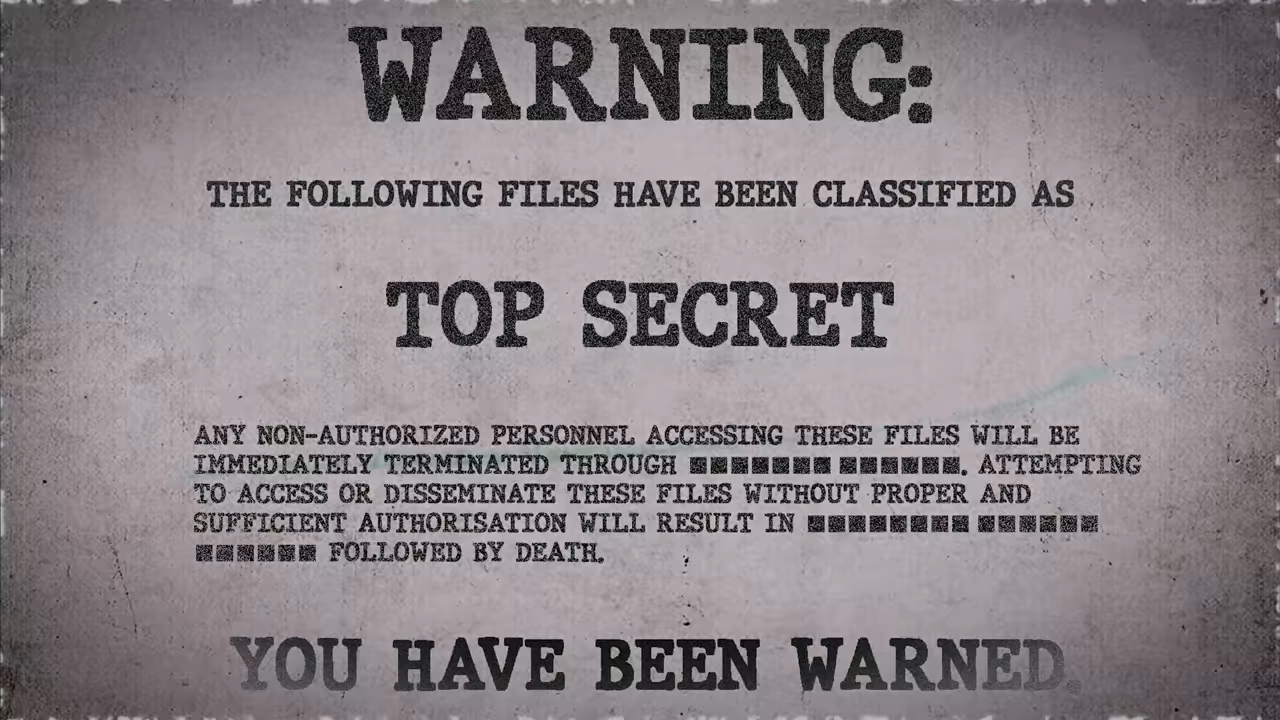 WARNING:
THE FOLLOWING FILES HAVE BEEN CLASSIFIED AS
TOP SECRET
ANY NON-AUTHORIZED PERSONNEL ACCESSING THESE FILES WILL BE
IMMEDIATELY TERMINATED THROUGH ■■■■■■■ ■■■■■■. ATTEMPTING
TO ACCESS OR DISSEMINATE THESE FILES WITHOUT PROPER AND
SUFFICIENT AUTHORISATION WILL RESULT IN ■■■■■■■■ ■■■■■■
■■■■■■ FOLLOWED BY DEATH.
YOU HAVE BEEN WARNED.